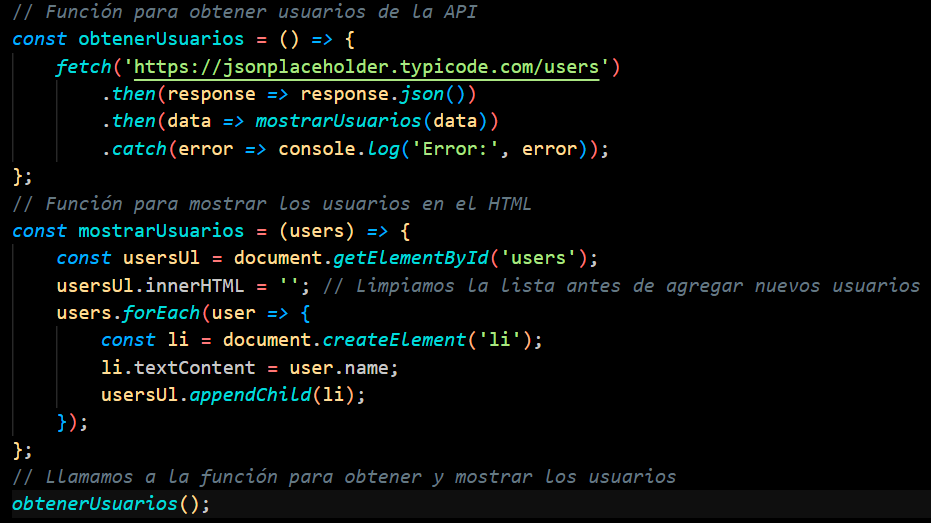 // Función para obtener usuarios de la API
const obtenerUsuarios = () => {
    fetch('https://jsonplaceholder.typicode.com/users')
        .then(response => response.json())
        .then(data => mostrarUsuarios(data))
        .catch(error => console.log('Error:', error));
};
// Función para mostrar los usuarios en el HTML
const mostrarUsuarios = (users) => {
    const usersUl = document.getElementById('users');
    usersUl.innerHTML = ''; // Limpiamos la lista antes de agregar nuevos usuarios
    users.forEach(user => {
        const li = document.createElement('li');
        li.textContent = user.name;
        usersUl.appendChild(li);
    });
};
// Llamamos a la función para obtener y mostrar los usuarios
obtenerUsuarios();